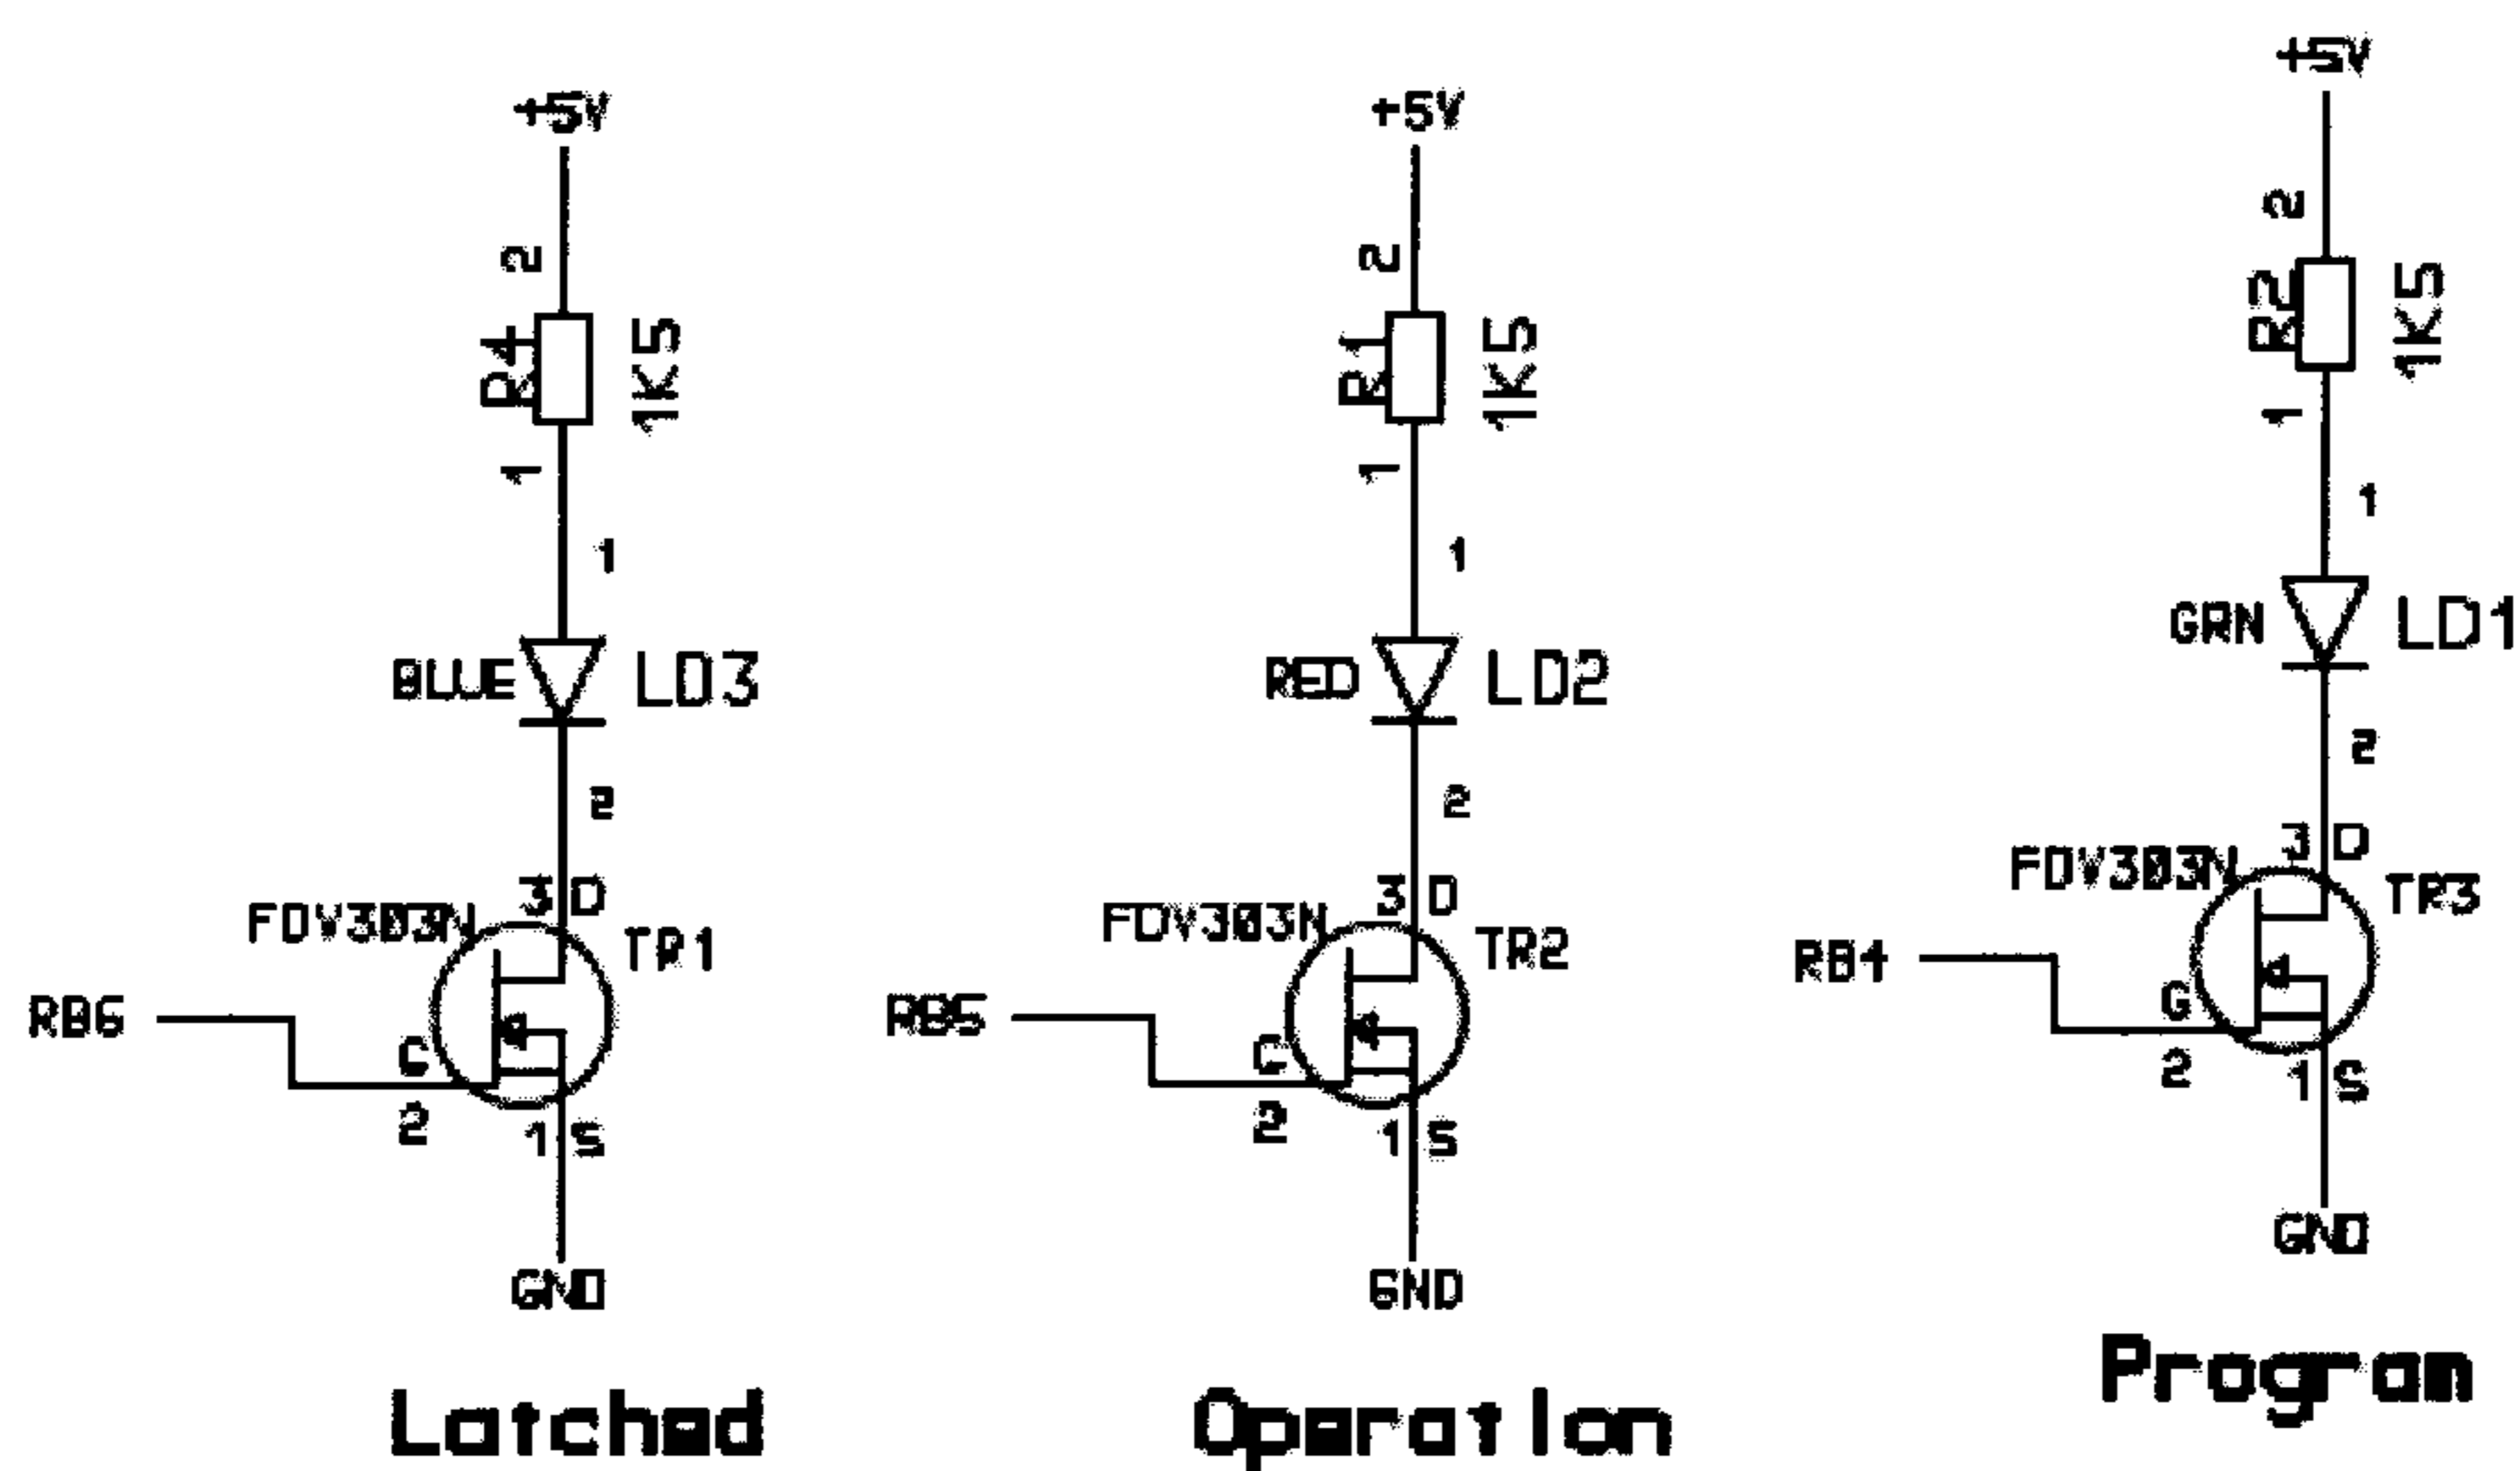 +5V
2
R4
1K5
1
1
BLUE
LD3
2
3 D
FDV303N
TR1
RB6
G
2
1 S
GND
Latched
+5V
2
R1
1K5
1
1
RED
LD2
2
3 D
FDV303N
TR2
RB5
G
2
1 S
GND
Operation
+5V
2
R2
1K5
1
1
GRN
LD1
2
3 D
FDV303N
TR3
RB4
G
2
1 S
GND
Program